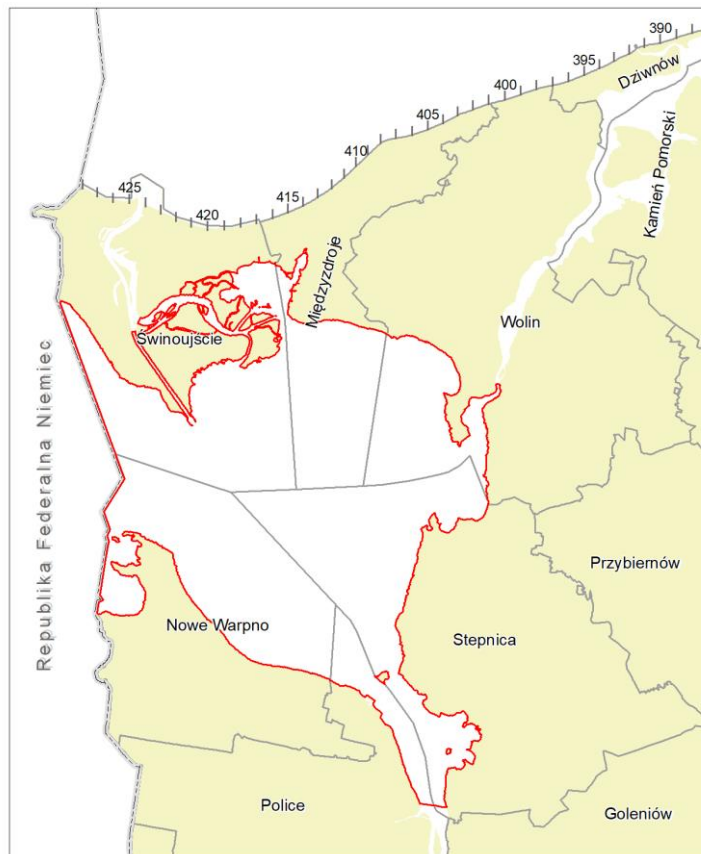 390
395
400
405
410
415
420
425
Dziwnów
Kamień Pomorski
Międzyzdroje
Wolin
Świnoujście
Republika Federalna Niemiec
Przybiernów
Nowe Warpno
Stepnica
Police
Goleniów